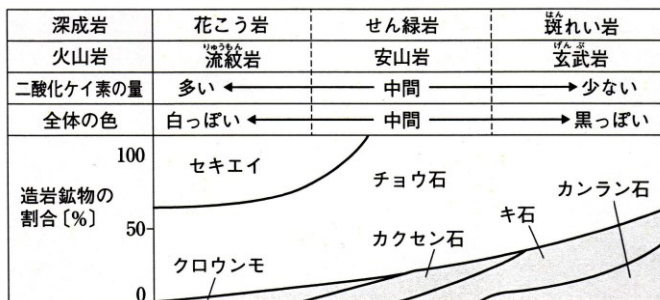 深成岩 花こう岩 せん緑岩 斑れい岩
はん
火山岩 流紋岩 安山岩 玄武岩
りゅうもん げんぶ
二酸化ケイ素の量 多い 中間 少ない
全体の色 白っぽい 中間 黒っぽい
造岩鉱物の
割合〔%〕
100
50
0
セキエイ
チョウ石
カンラン石
キ石
カクセン石
クロウンモ